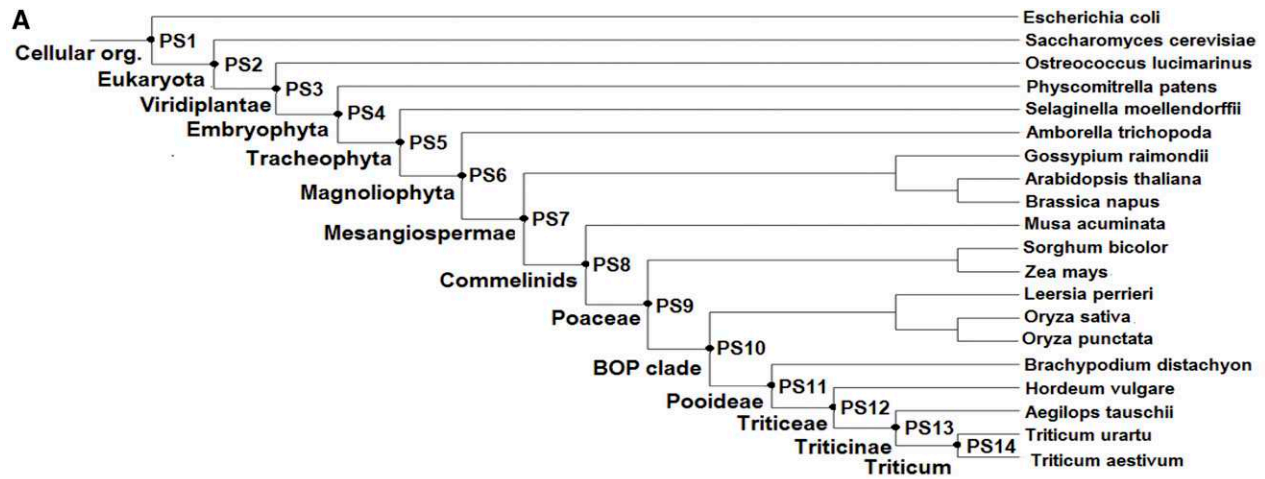 A
Escherichia coli
PS1
Saccharomyces cerevisiae
Cellular org.
PS2
Ostreococcus lucimarinus
Eukaryota
PS3
Physcomitrella patens
Viridiplantae
PS4
Selaginella moellendorffii
Embryophyta
PS5
Amborella trichopoda
Tracheophyta
Gossypium raimondii
PS6
Arabidopsis thaliana
Magnoliophyta
Brassica napus
PS7
Musa acuminata
Mesangiospermae
Sorghum bicolor
PS8
Zea mays
Commelinids
Leersia perrieri
PS9
Poaceae
Oryza sativa
Oryza punctata
PS10
BOP clade
Brachypodium distachyon
PS11
Hordeum vulgare
Pooideae
PS12
Aegilops tauschii
Triticeae
PS13
Triticum urartu
Triticinae
PS14
Triticum aestivum
Triticum